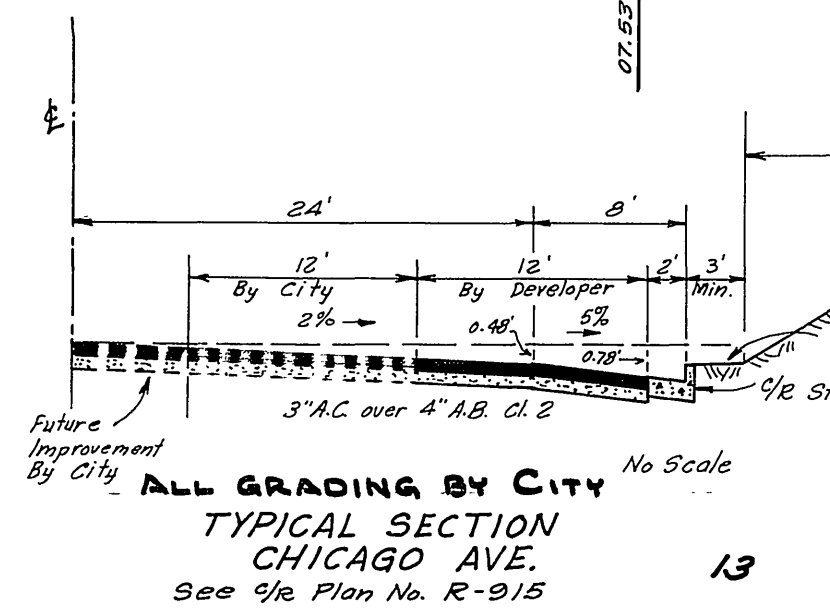 07.53
℄
24' 8'
12' 12' 2' 3'
By City By Developer Min.
2% 0.48' 5%
0.78'
3" A.C. over 4" A.B. Cl. 2
c/R St
Future
Improvement
By City
No Scale
ALL GRADING BY CITY
TYPICAL SECTION
CHICAGO AVE.
See c/R Plan No. R-915
13